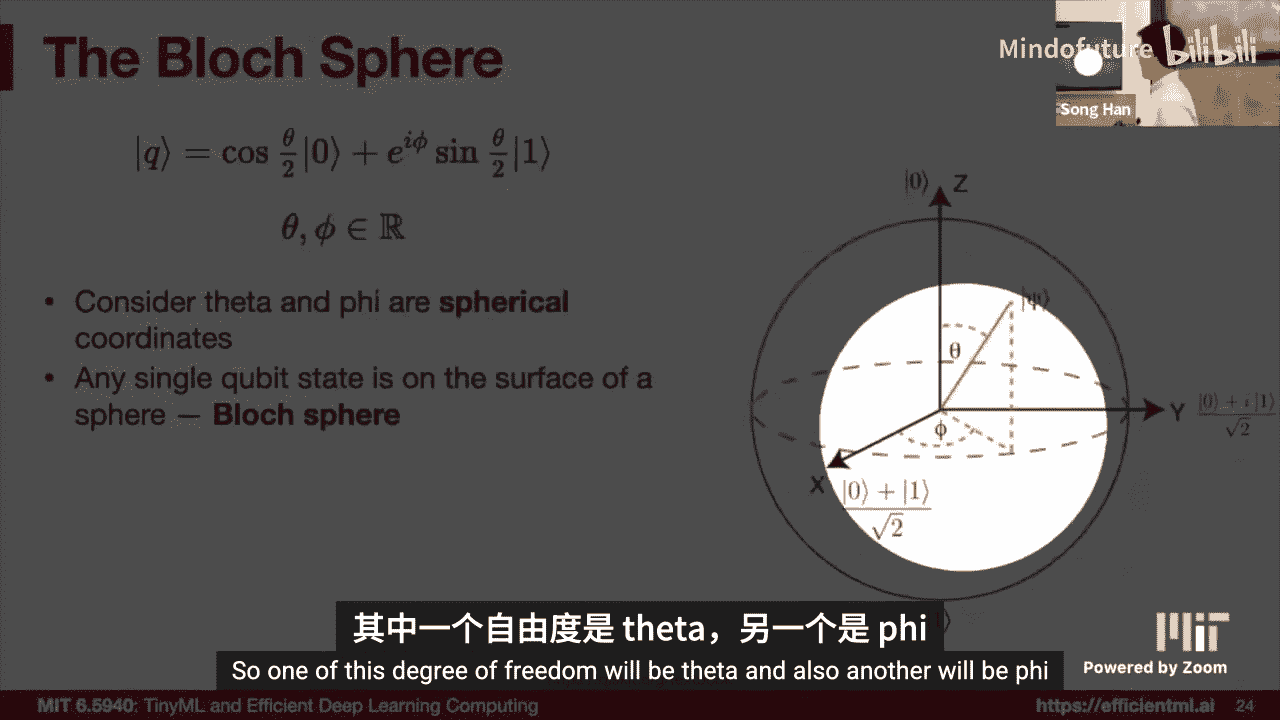 The Bloch Sphere
Mindofuture bilibili
Song Han
|q⟩ = cos θ/2 |0⟩ + e^{iϕ} sin θ/2 |1⟩
θ, ϕ ∈ ℝ
• Consider theta and phi are spherical
coordinates
• Any single qubit state is on the surface of a
sphere — Bloch sphere
|0⟩ Z
|ψ⟩
θ
Y (|0⟩ + i|1⟩)/√2
ϕ
X (|0⟩ + |1⟩)/√2
其中一个自由度是 theta，另一个是 phi
So one of this degree of freedom will be theta and also another will be phi
MIT
Powered by Zoom
MIT 6.5940: TinyML and Efficient Deep Learning Computing
https://efficientml.ai 24